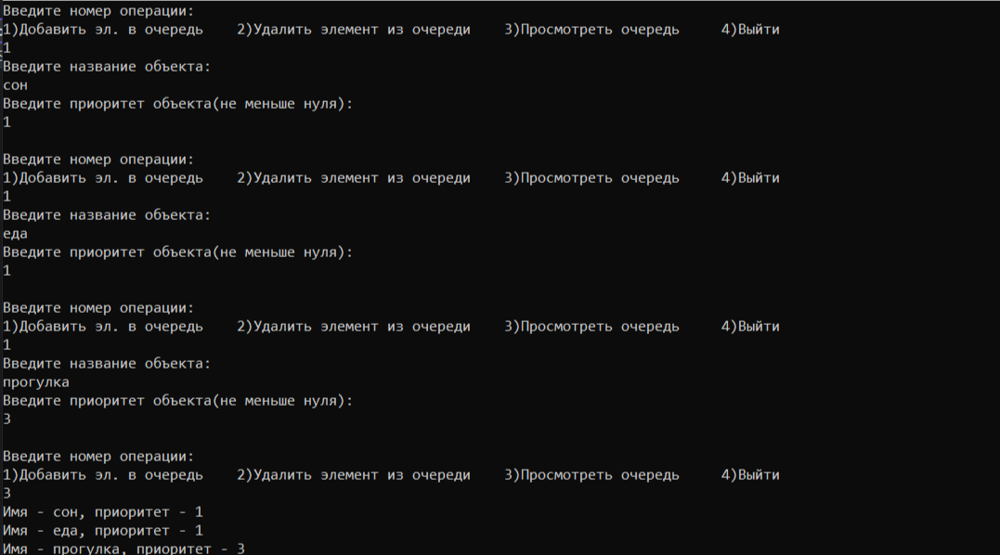 Введите номер операции:
1)Добавить эл. в очередь    2)Удалить элемент из очереди    3)Просмотреть очередь     4)Выйти
1
Введите название объекта:
сон
Введите приоритет объекта(не меньше нуля):
1
Введите номер операции:
1)Добавить эл. в очередь    2)Удалить элемент из очереди    3)Просмотреть очередь     4)Выйти
1
Введите название объекта:
еда
Введите приоритет объекта(не меньше нуля):
1
Введите номер операции:
1)Добавить эл. в очередь    2)Удалить элемент из очереди    3)Просмотреть очередь     4)Выйти
1
Введите название объекта:
прогулка
Введите приоритет объекта(не меньше нуля):
3
Введите номер операции:
1)Добавить эл. в очередь    2)Удалить элемент из очереди    3)Просмотреть очередь     4)Выйти
3
Имя - сон, приоритет - 1
Имя - еда, приоритет - 1
Имя - прогулка, приоритет - 3